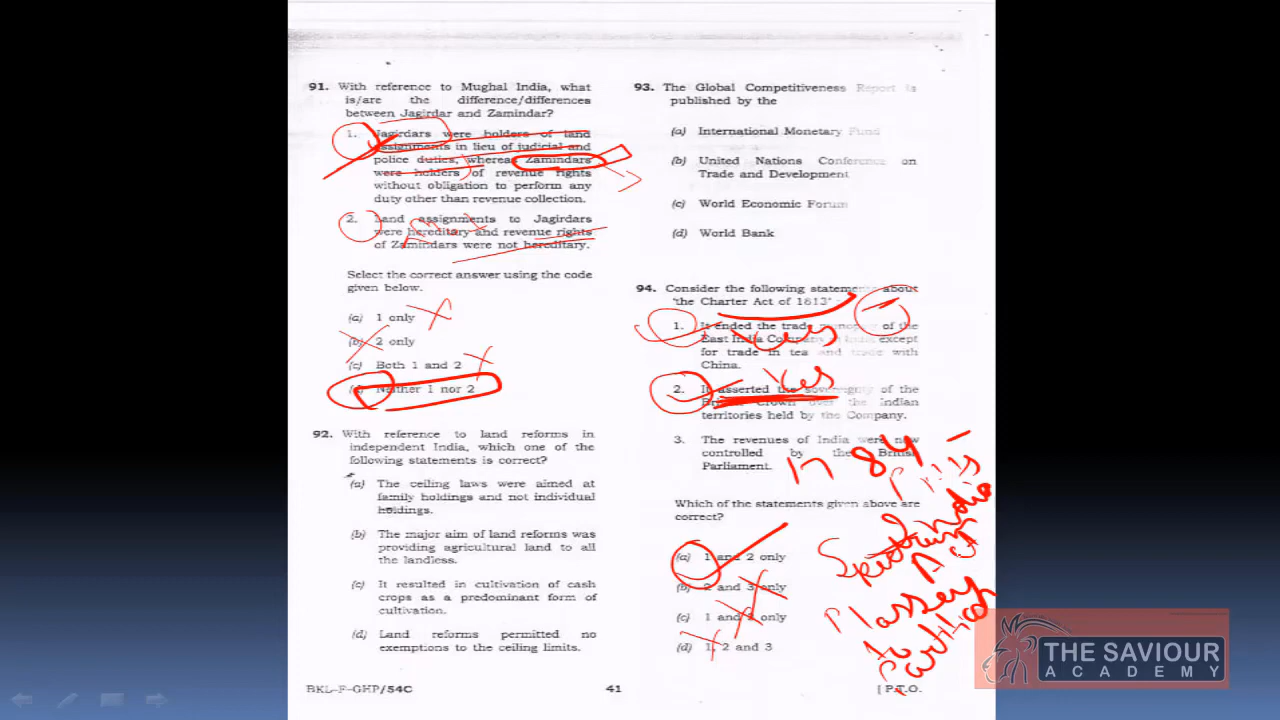 91. With reference to Mughal India, what
is/are the difference/differences
between Jagirdar and Zamindar?
1. Jagirdars were holders of land
assignments in lieu of judicial and
police duties, whereas Zamindars
were holders of revenue rights
without obligation to perform any
duty other than revenue collection.
2. Land assignments to Jagirdars
were hereditary and revenue rights
of Zamindars were not hereditary.
Select the correct answer using the code
given below.
(a) 1 only
(b) 2 only
(c) Both 1 and 2
(d) Neither 1 nor 2
92. With reference to land reforms in
independent India, which one of the
following statements is correct?
(a) The ceiling laws were aimed at
family holdings and not individual
holdings.
(b) The major aim of land reforms was
providing agricultural land to all
the landless.
(c) It resulted in cultivation of cash
crops as a predominant form of
cultivation.
(d) Land reforms permitted no
exemptions to the ceiling limits.
BKL-F-GHP/54C
41
93. The Global Competitiveness Report is
published by the
(a) International Monetary Fund
(b) United Nations Conference on
Trade and Development
(c) World Economic Forum
(d) World Bank
94. Consider the following statements about
'the Charter Act of 1813'
1. It ended the trade monopoly of the
East India Company in India except
for trade in tea and trade with
China.
Yes
2. It asserted the sovereignty of the
British Crown over the Indian
territories held by the Company.
Yes
3. The revenues of India were now
controlled by the British
Parliament.
1784 -
Pitt's
India
Act
Which of the statements given above are
correct?
(a) 1 and 2 only
(b) 2 and 3 only
(c) 1 and 3 only
(d) 1, 2 and 3
Spectrum
Plassey
to
Partition
[ P.T.O.
THE SAVIOUR
ACADEMY